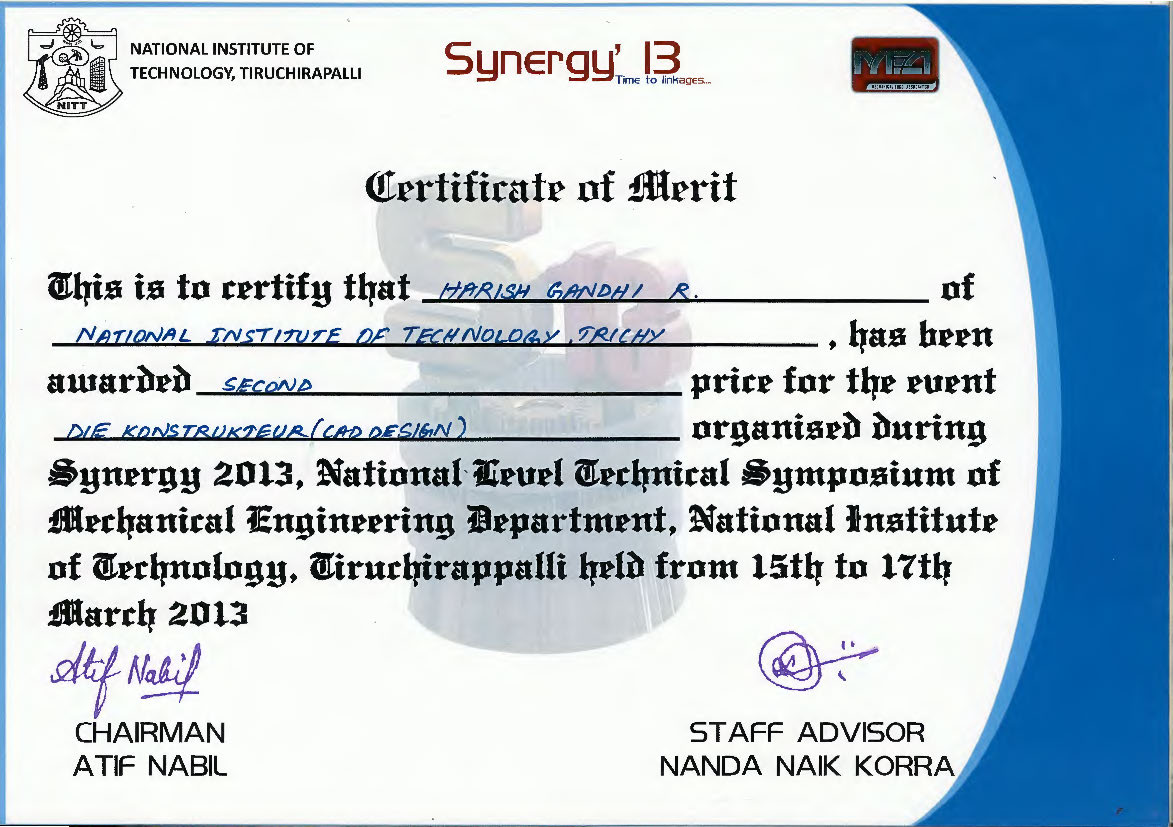 NATIONAL INSTITUTE OF
TECHNOLOGY, TIRUCHIRAPALLI
NITT
Synergy' 13
Time to linkages...
MEA
Certificate of Merit
This is to certify that HARISH GANDHI R. of
NATIONAL INSTITUTE OF TECHNOLOGY, TRICHY, has been
awarded SECOND price for the event
DIE KONSTRUKTEUR (CAD DESIGN) organised during
Synergy 2013, National Level Technical Symposium of
Mechanical Engineering Department, National Institute
of Technology, Tiruchirappalli held from 15th to 17th
March 2013
Atif Nabil
CHAIRMAN
ATIF NABIL
STAFF ADVISOR
NANDA NAIK KORRA